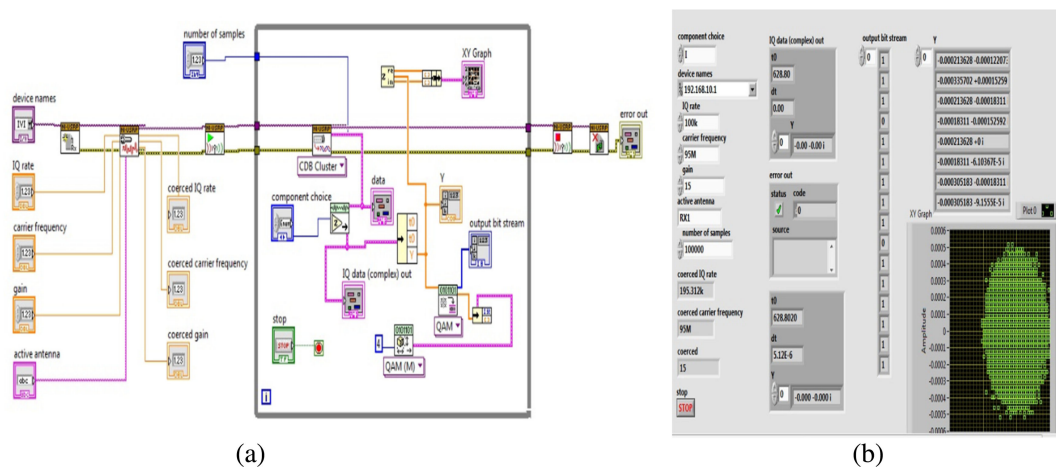 number of samples
XY Graph
device names
error out
IQ rate
CDB Cluster
data
Y
component choice
coerced IQ rate
output bit stream
carrier frequency
coerced carrier frequency
IQ data (complex) out
gain
stop
STOP
QAM
coerced gain
active antenna
abc
4
QAM (M)
i
(a)
component choice
I
device names
192.168.10.1
IQ rate
100k
carrier frequency
95M
gain
15
active antenna
RX1
number of samples
100000
coerced IQ rate
195.312k
coerced carrier frequency
95M
coerced
15
stop
STOP
IQ data (complex) out
t0
628.80
dt
0.00
Y
0
-0.00 -0.00 i
error out
status code
0
source
t0
628.8020
dt
5.12E-6
Y
0
-0.000 -0.000 i
output bit stream
0
1
1
1
0
1
1
1
1
1
0
1
1
1
1
Y
0
-0.000213628 -0.00012207
-0.000335702 +0.00015259
-0.000213628 -0.00018311
-0.00018311 -0.000152592
-0.000213628 +0 i
-0.00018311 -6.10367E-5 i
-0.000305183 -0.00018311
-0.000305183 -9.1555E-5 i
XY Graph
Plot 0
Amplitude
0.0006
0.0005
0.0004
0.0003
0.0002
0.0001
0
-0.0001
-0.0002
-0.0003
-0.0004
-0.0005
-0.0006
(b)